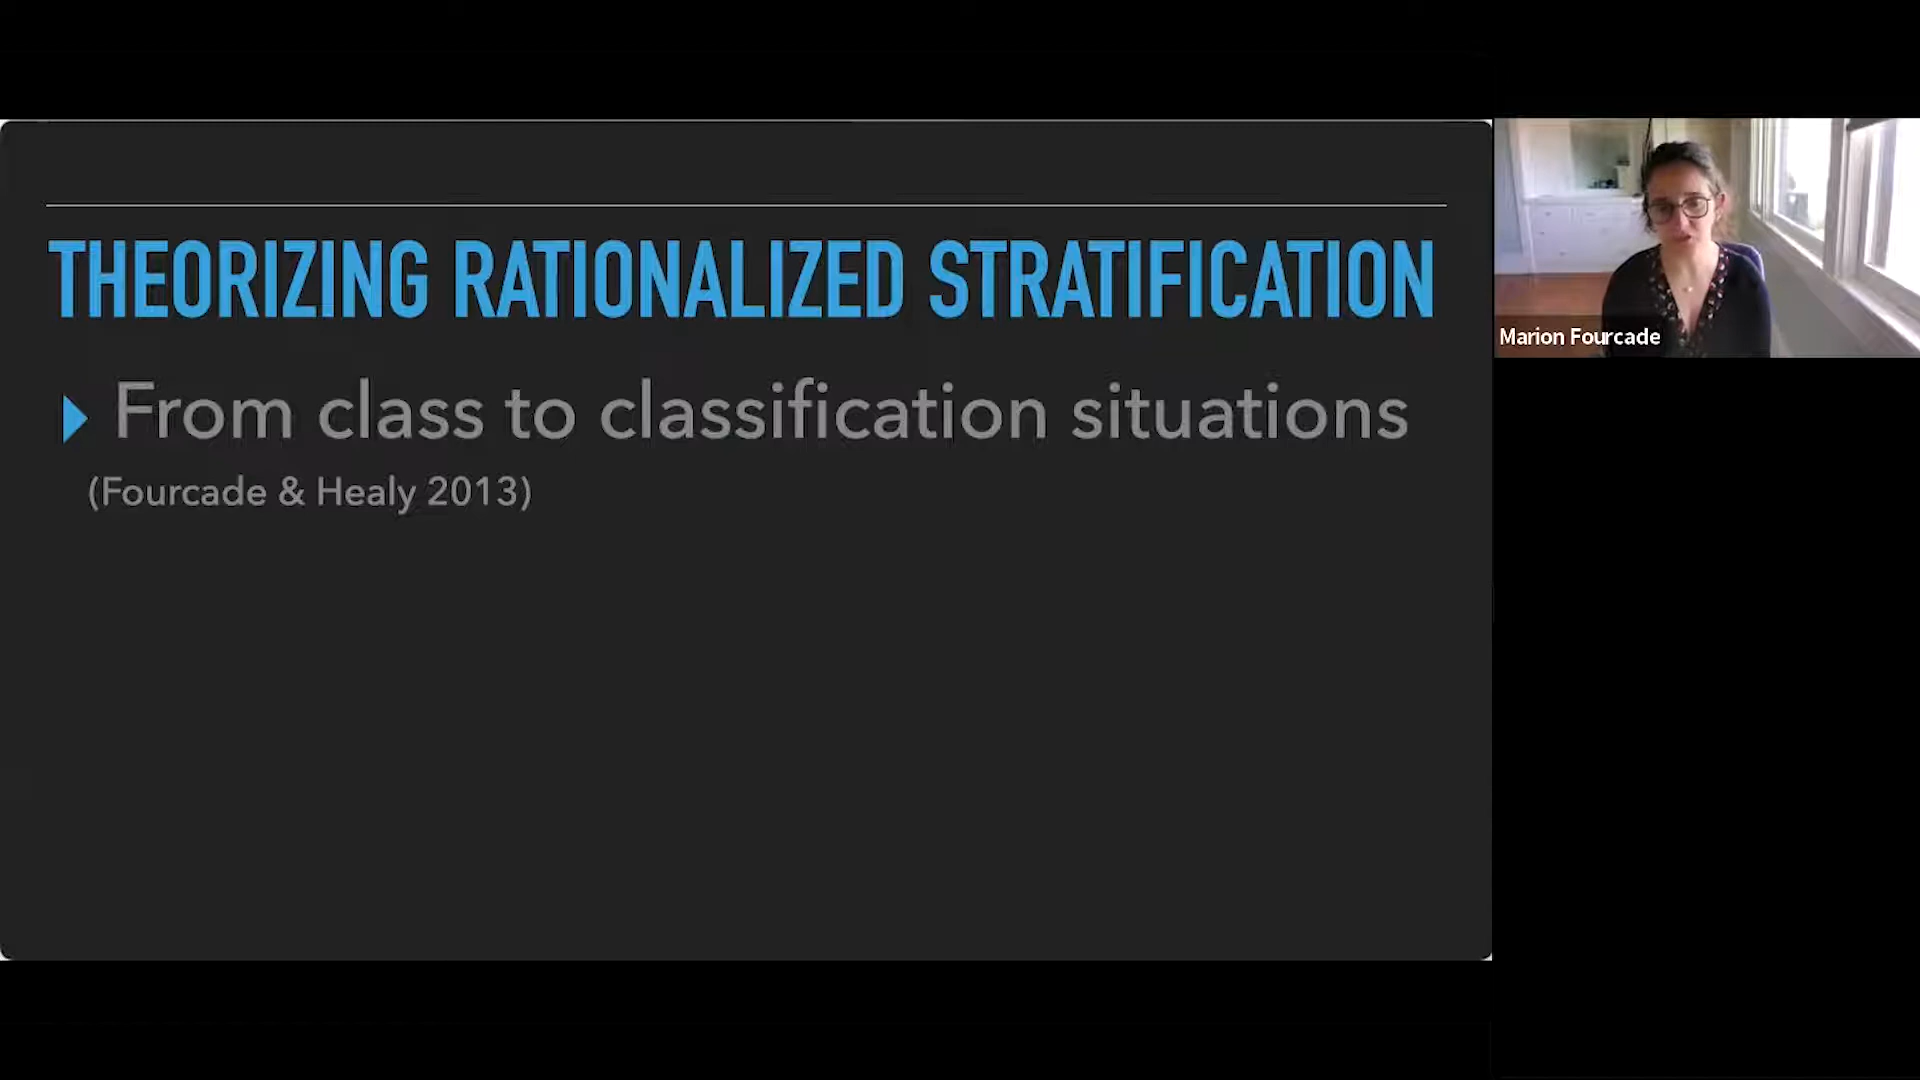 THEORIZING RATIONALIZED STRATIFICATION
From class to classification situations
(Fourcade & Healy 2013)
Marion Fourcade